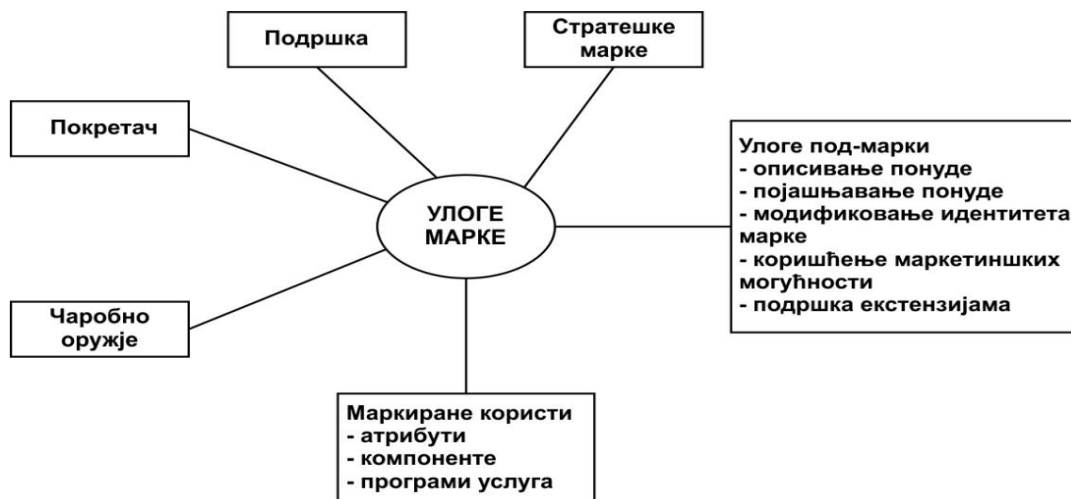 Подршка
Стратешке
марке
Покретач
Улоге под-марки
- описивање понуде
- појашњавање понуде
- модификовање идентитета
марке
- коришћење маркетиншких
могућности
- подршка екстензијама
УЛОГЕ
МАРКЕ
Чаробно
оружје
Маркиране користи
- атрибути
- компоненте
- програми услуга